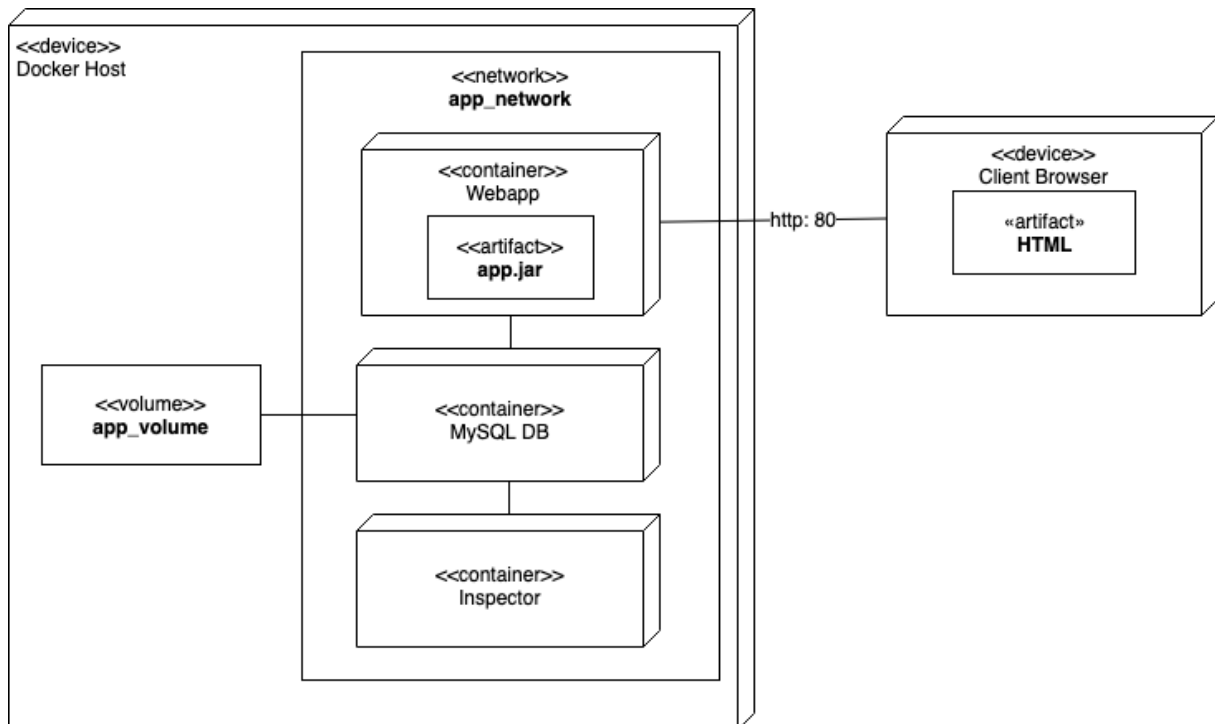 <<device>>
Docker Host
<<network>>
app_network
<<container>>
Webapp
<<artifact>>
app.jar
<<volume>>
app_volume
<<container>>
MySQL DB
<<container>>
Inspector
http: 80
<<device>>
Client Browser
«artifact»
HTML